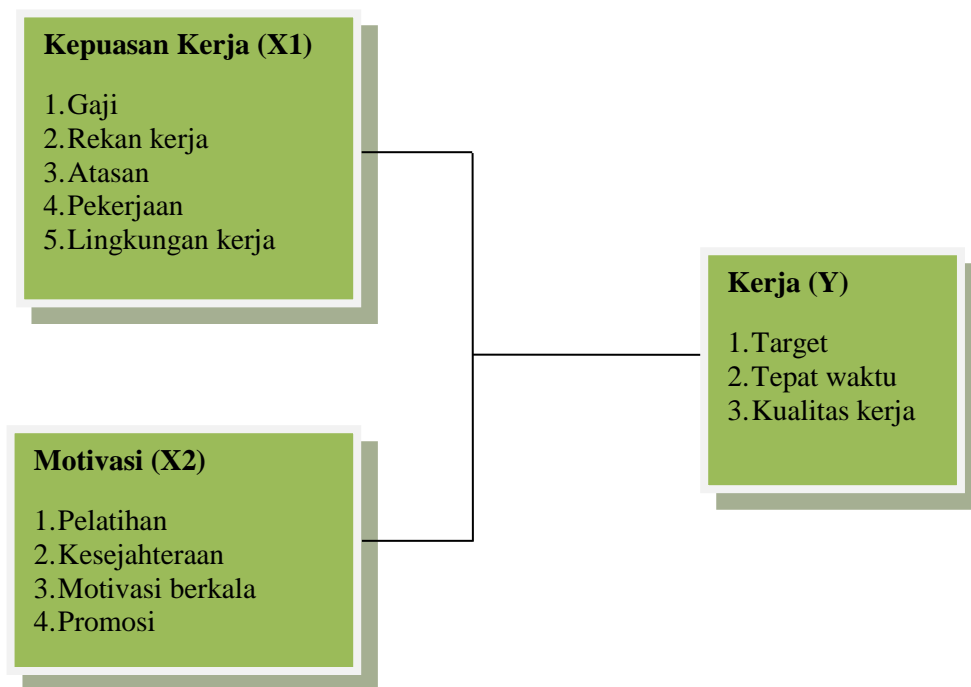 Kepuasan Kerja (X1)
1.Gaji
2.Rekan kerja
3.Atasan
4.Pekerjaan
5.Lingkungan kerja
Kerja (Y)
1.Target
2.Tepat waktu
3.Kualitas kerja
Motivasi (X2)
1.Pelatihan
2.Kesejahteraan
3.Motivasi berkala
4.Promosi